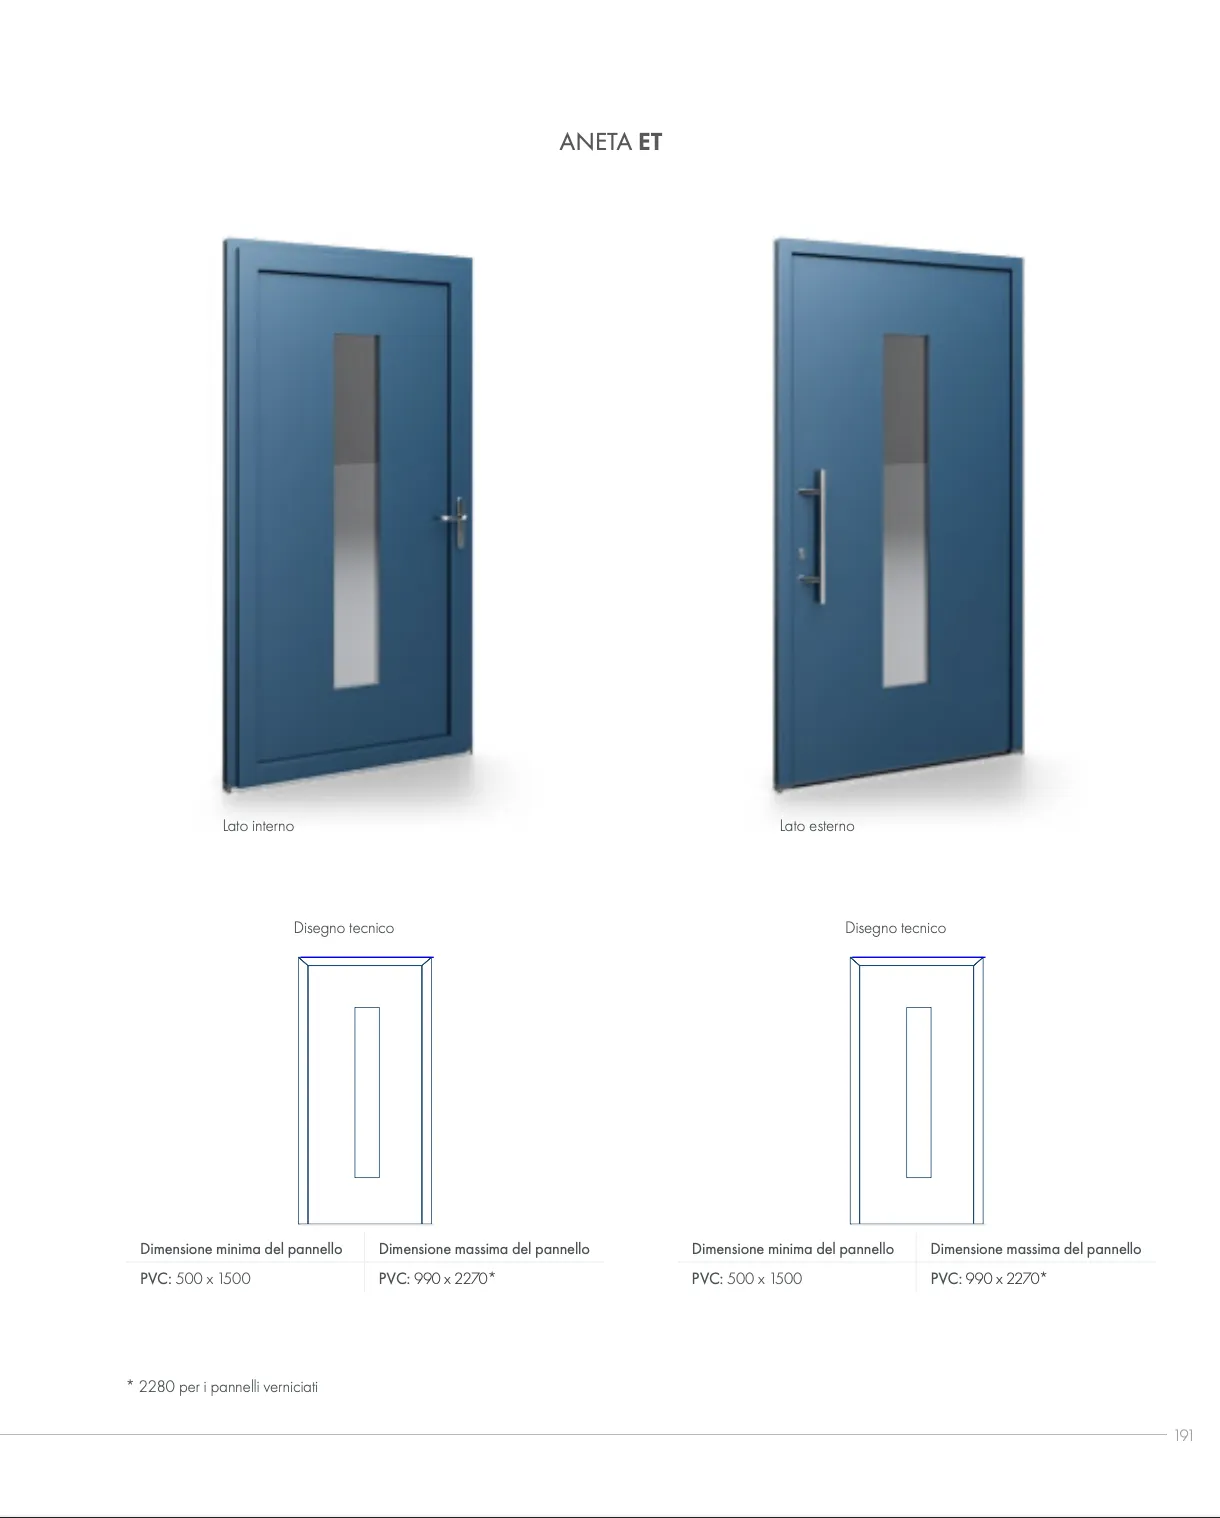 ANETA ET
Lato interno
Lato esterno
Disegno tecnico
Disegno tecnico
Dimensione minima del pannello
Dimensione massima del pannello
PVC: 500 x 1500
PVC: 990 x 2270*
Dimensione minima del pannello
Dimensione massima del pannello
PVC: 500 x 1500
PVC: 990 x 2270*
* 2280 per i pannelli verniciati
191